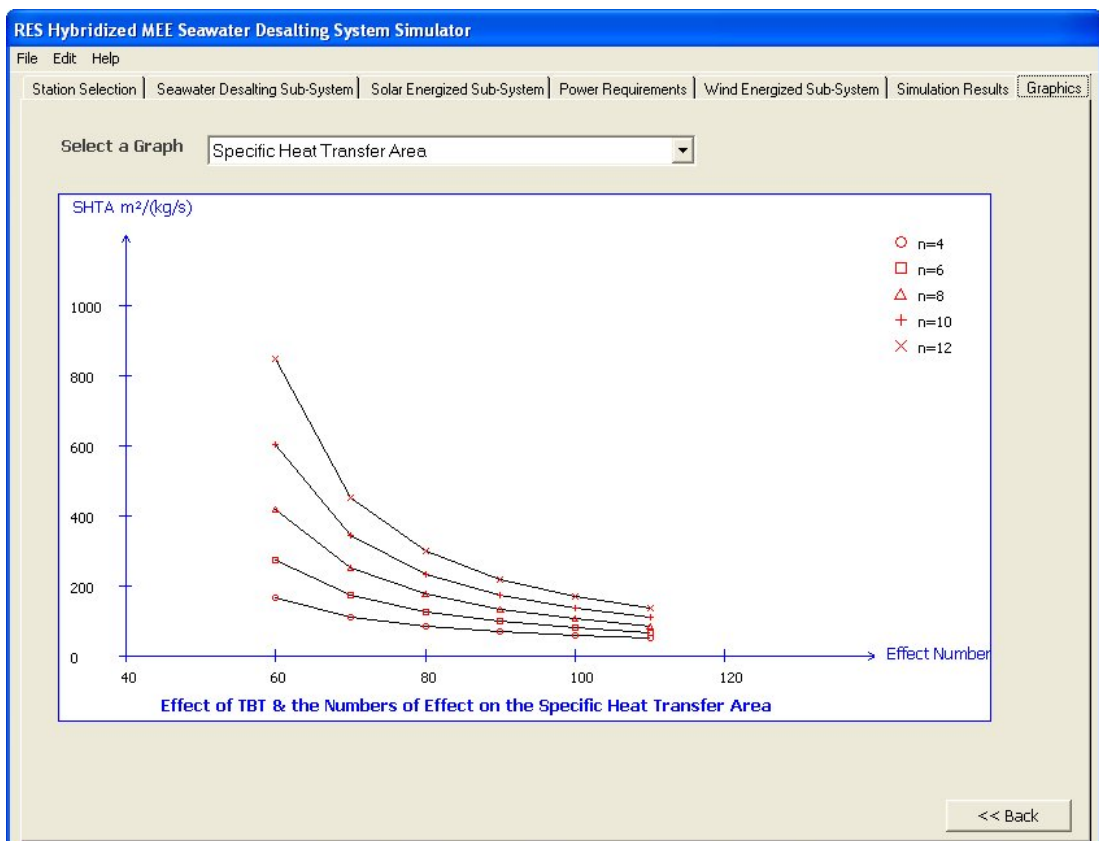 RES Hybridized MEE Seawater Desalting System Simulator
File Edit Help
Station Selection Seawater Desalting Sub-System Solar Energized Sub-System Power Requirements Wind Energized Sub-System Simulation Results Graphics
Select a Graph Specific Heat Transfer Area
SHTA m²/(kg/s)
n=4
n=6
n=8
n=10
n=12
1000
800
600
400
200
0
Effect Number
40 60 80 100 120
Effect of TBT & the Numbers of Effect on the Specific Heat Transfer Area
<< Back